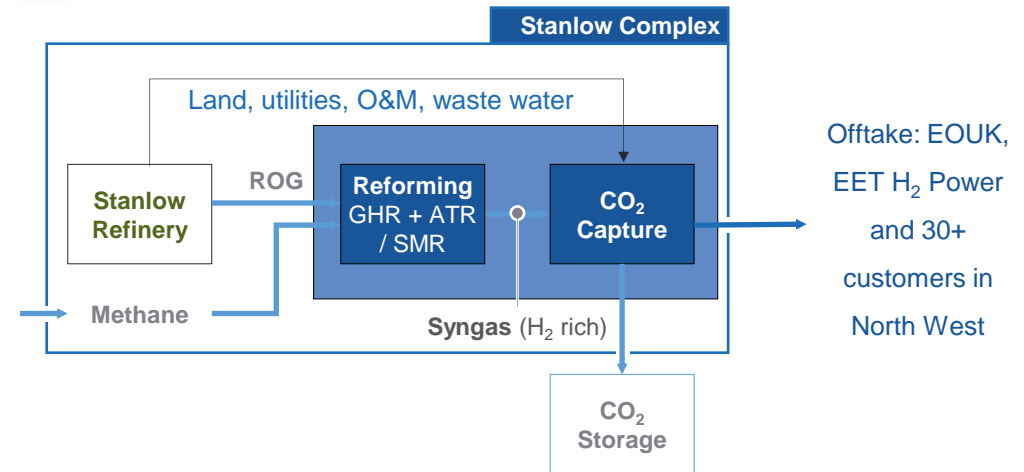 Stanlow Complex
Land, utilities, O&M, waste water
Stanlow
Refinery
ROG
Methane
Reforming
GHR + ATR
/ SMR
CO₂
Capture
Syngas (H₂ rich)
CO₂
Storage
Offtake: EOUK,
EET H₂ Power
and 30+
customers in
North West